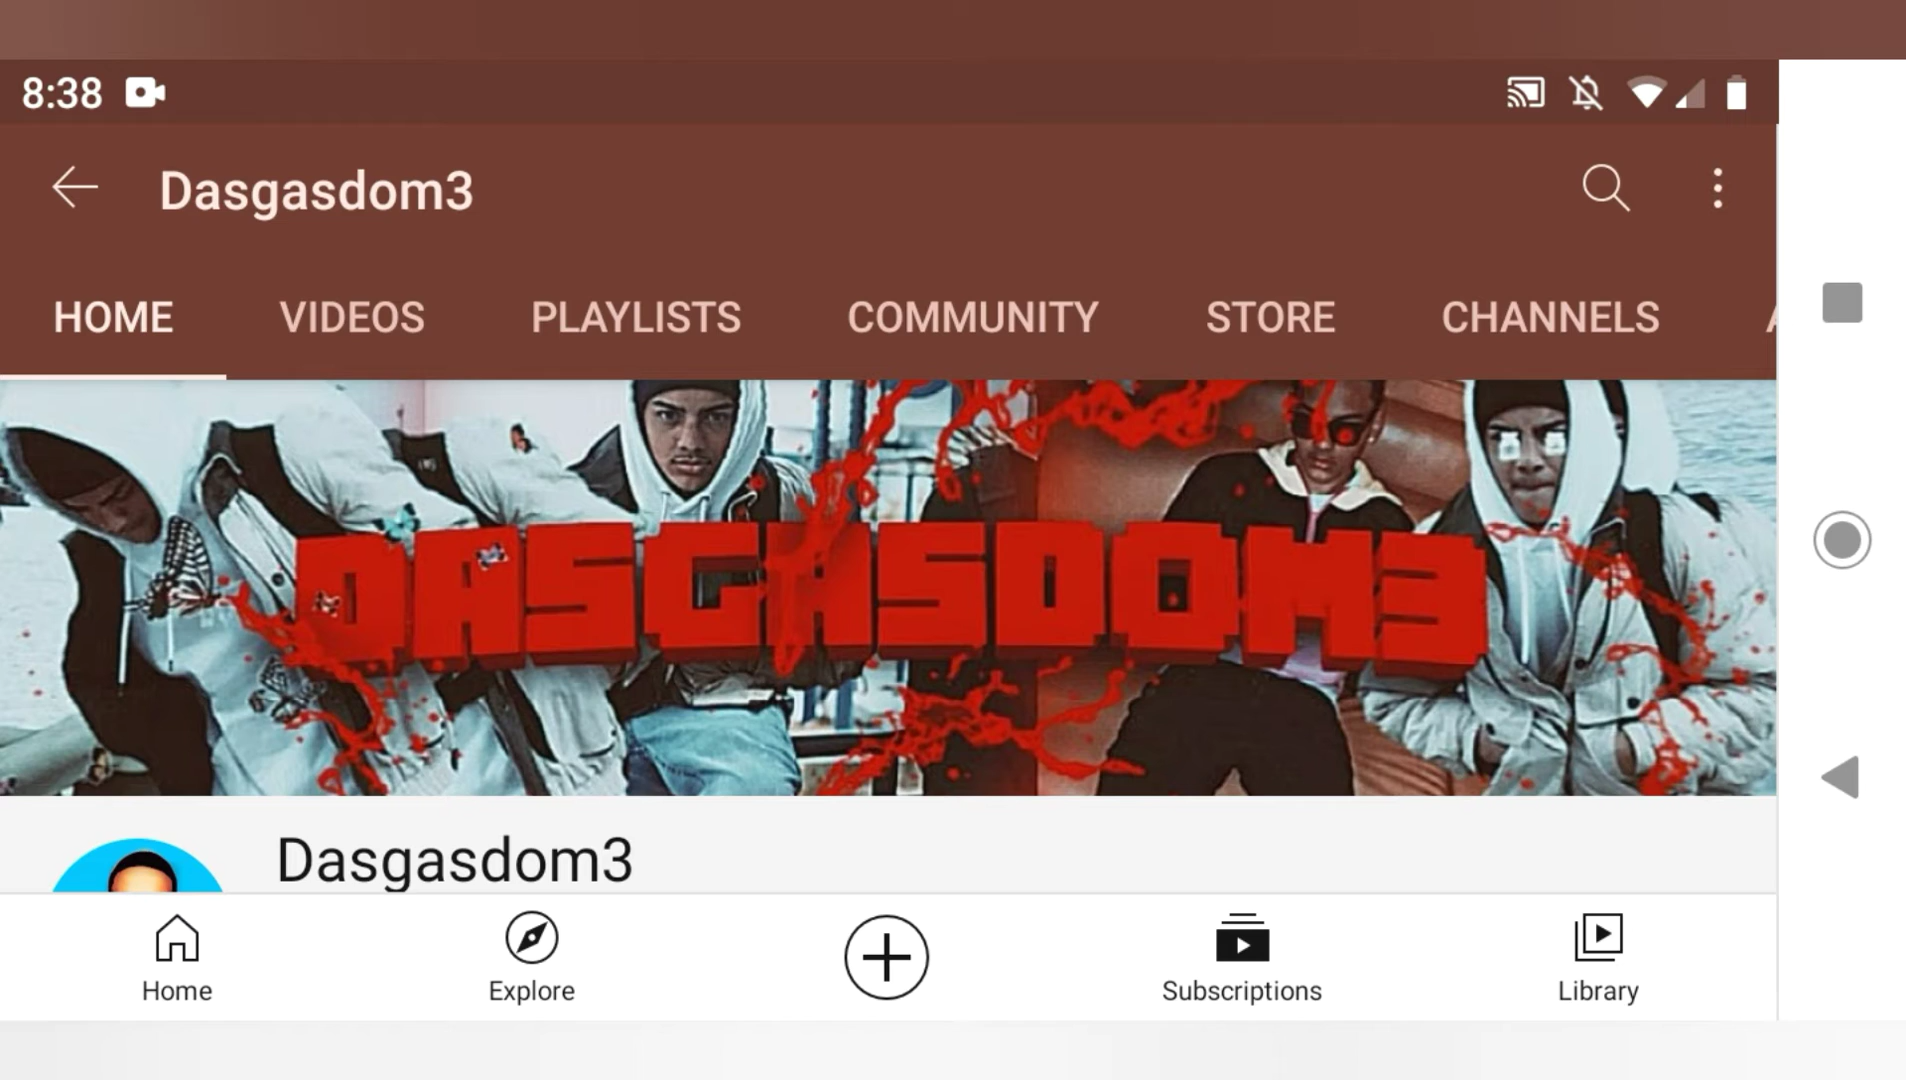 8:38
Dasgasdom3
HOME VIDEOS PLAYLISTS COMMUNITY STORE CHANNELS
DASGASDOM3
Dasgasdom3
Home Explore Subscriptions Library